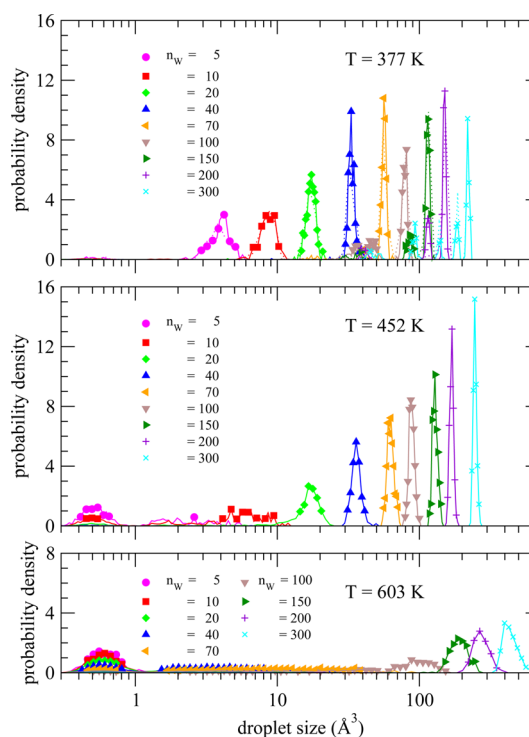 16
12
8
4
0
probability density
T = 377 K
n_W = 5
= 10
= 20
= 40
= 70
= 100
= 150
= 200
= 300
16
12
8
4
0
probability density
T = 452 K
n_W = 5
= 10
= 20
= 40
= 70
= 100
= 150
= 200
= 300
8
4
0
probability density
T = 603 K
n_W = 5 n_W = 100
= 10 = 150
= 20 = 200
= 40 = 300
= 70
1 10 100
droplet size (Å³)